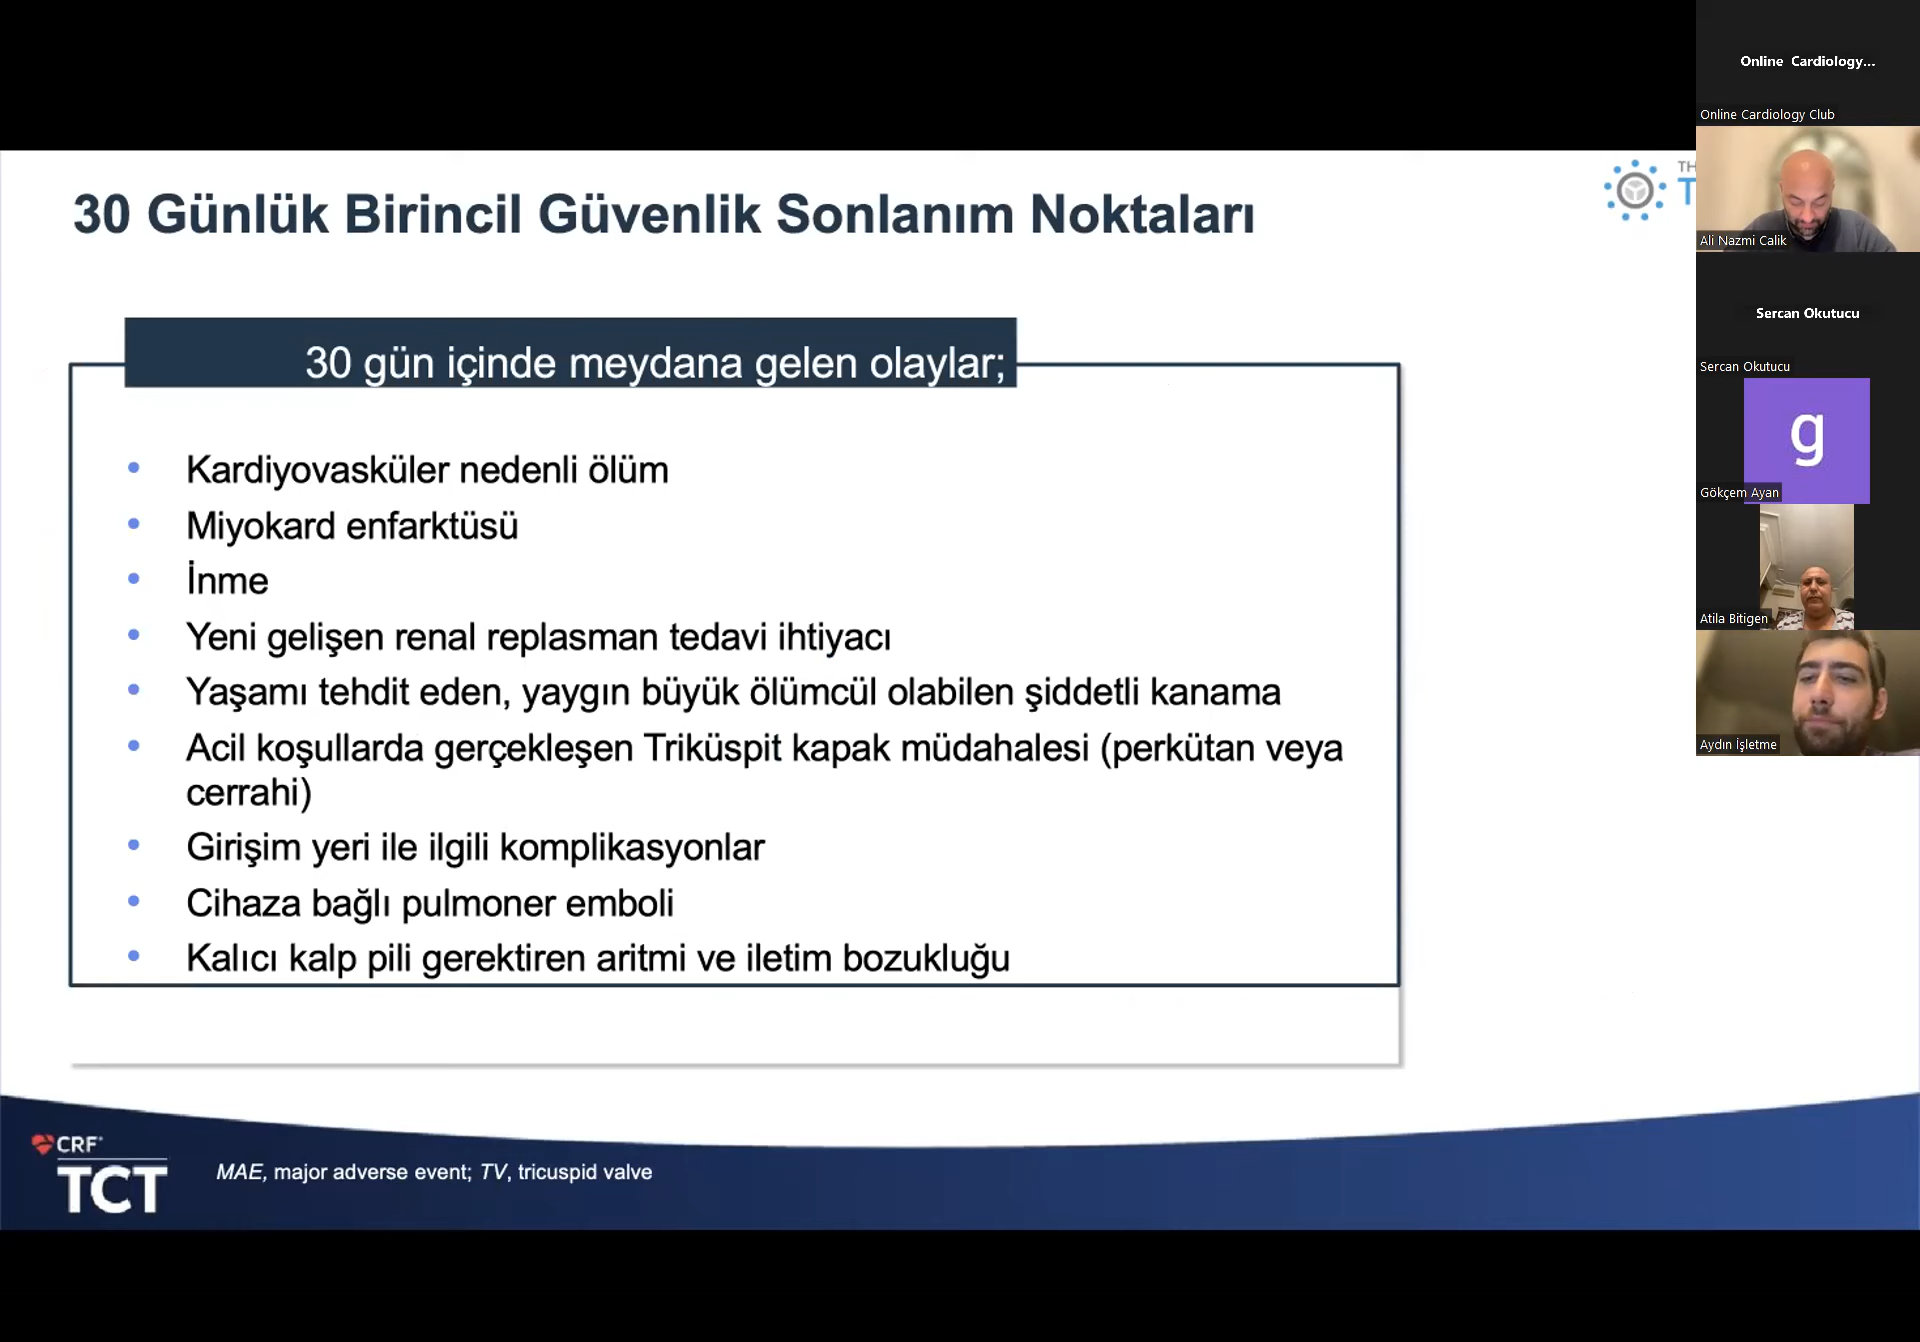 30 Günlük Birincil Güvenlik Sonlanım Noktaları
30 gün içinde meydana gelen olaylar;
• Kardiyovasküler nedenli ölüm
• Miyokard enfarktüsü
• İnme
• Yeni gelişen renal replasman tedavi ihtiyacı
• Yaşamı tehdit eden, yaygın büyük ölümcül olabilen şiddetli kanama
• Acil koşullarda gerçekleşen Triküspit kapak müdahalesi (perkütan veya
cerrahi)
• Girişim yeri ile ilgili komplikasyonlar
• Cihaza bağlı pulmoner emboli
• Kalıcı kalp pili gerektiren aritmi ve iletim bozukluğu
CRF
TCT
MAE, major adverse event; TV, tricuspid valve
TH
T
Online Cardiology...
Online Cardiology Club
Ali Nazmi Calik
Sercan Okutucu
Sercan Okutucu
g
Gökçem Ayan
Atila Bitigen
Aydın İşletme